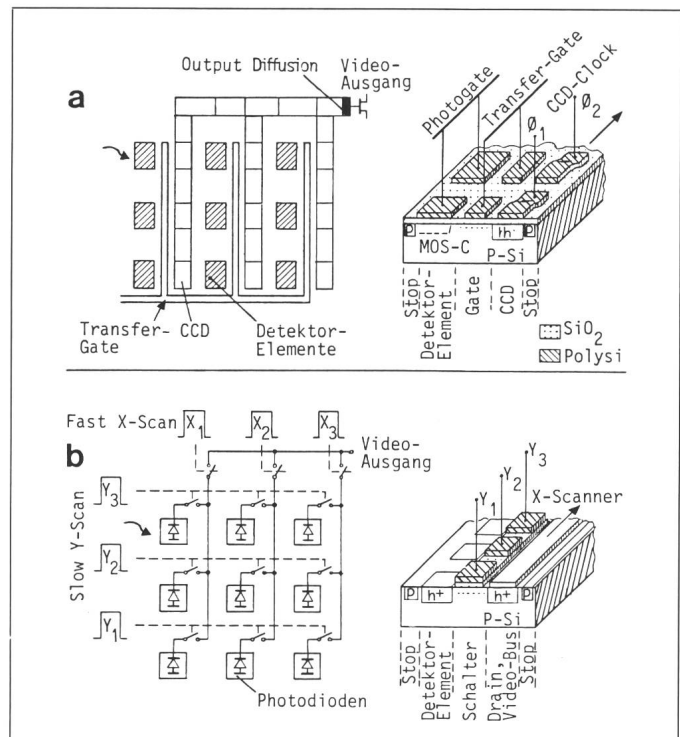 a
Output Diffusion
Video-
Ausgang
Transfer-
Gate
CCD
Detektor-
Elemente
Photogate
Transfer-Gate
CCD-Clock
Ø1
Ø2
P
MOS-C
P
P-Si
Stop
Detektor-
Element
Gate
CCD
Stop
SiO2
Polysi
b
Fast X-Scan
X1
X2
X3
Video-
Ausgang
Slow Y-Scan
Y3
Y2
Y1
Photodioden
Y1
Y2
Y3
X-Scanner
P
h+
h+
P
P-Si
Stop
Detektor-
Element
Schalter
Drain,
Video-Bus
Stop